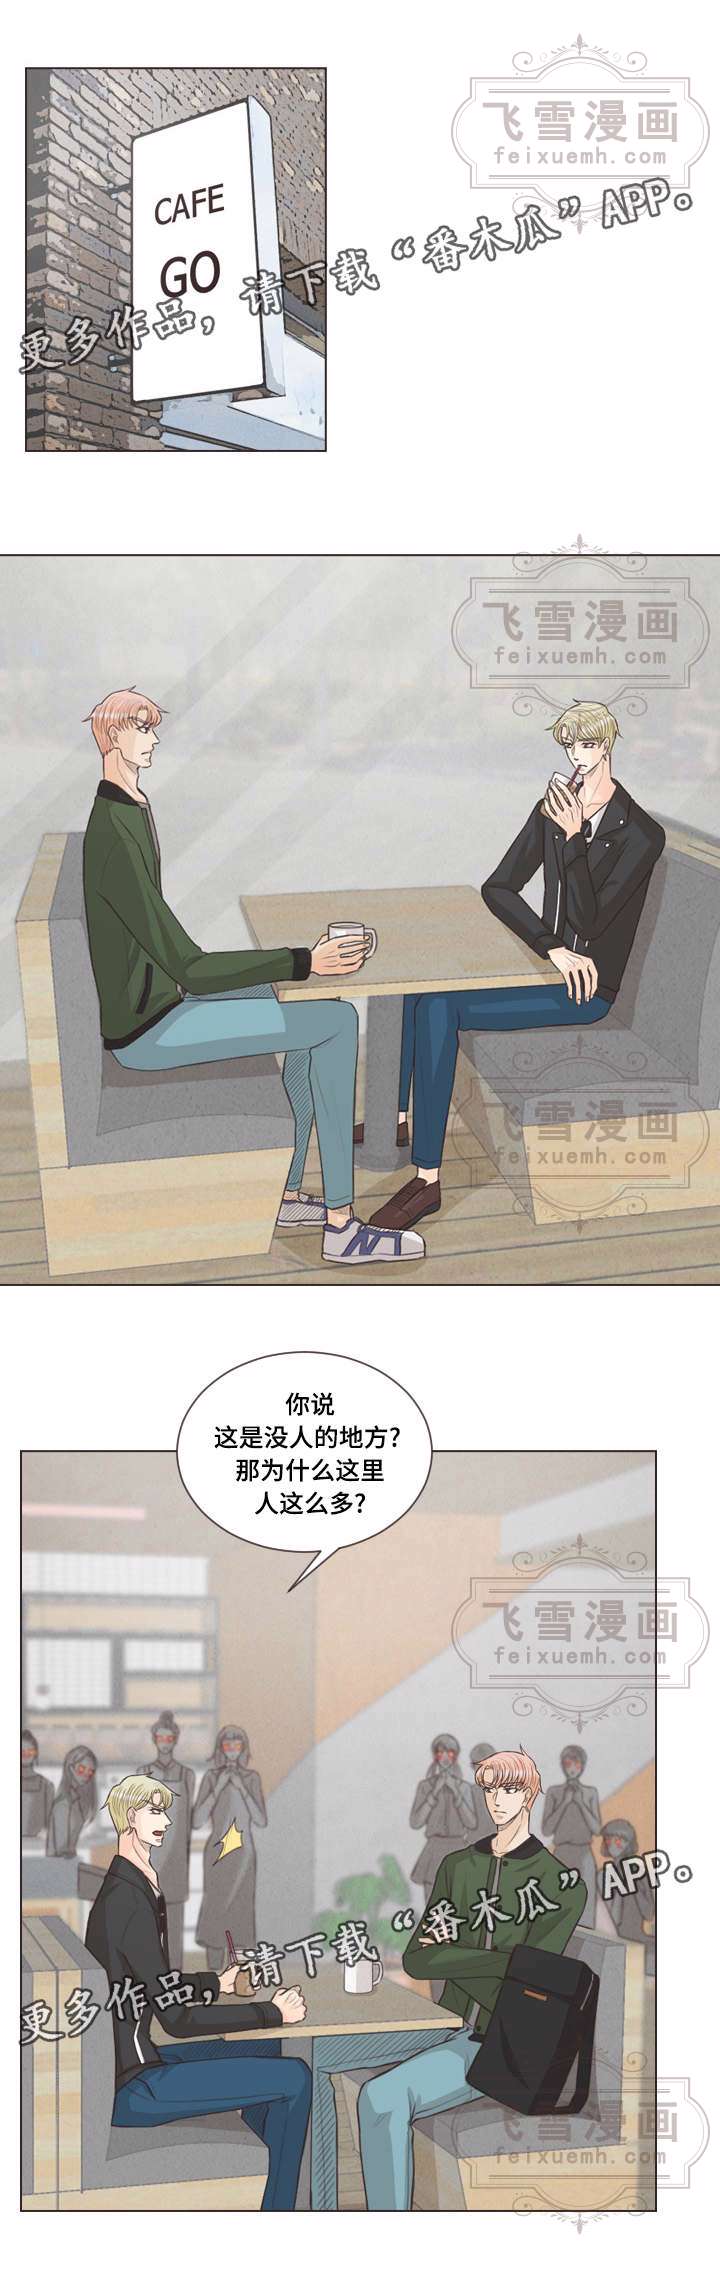 飞雪漫画
feixuemh.com
CAFE
GO
更多作品，请下载“番木瓜”APP。
飞雪漫画
feixuemh.com
飞雪漫画
feixuemh.com
你说
这是没人的地方?
那为什么这里
人这么多?
飞雪漫画
feixuemh.com
更多作品，请下载“番木瓜”APP。
飞雪漫画
feixuemh.com